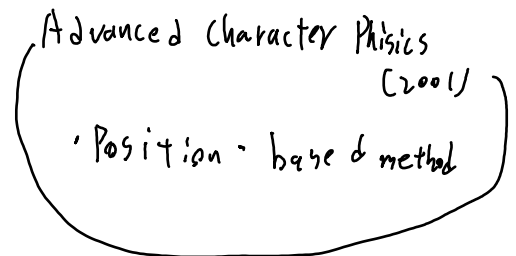 Advanced Character Phisics
(2001)
・Position - based method